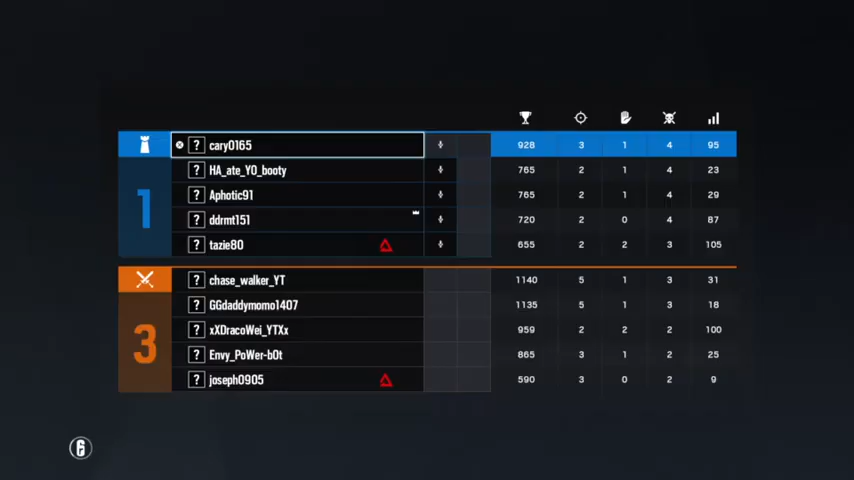 ? cary0165 928 3 1 4 95
1
? HA_ate_YO_booty 765 2 1 4 23
? Aphotic91 765 2 1 4 29
? ddrmt151 720 2 0 4 87
? tazie80 655 2 2 3 105
3
? chase_walker_YT 1140 5 1 3 31
? GGdaddymomo1407 1135 5 1 3 18
? xXDracoWei_YTXx 959 2 2 2 100
? Envy_PoWer-b0t 865 3 1 2 25
? joseph0905 590 3 0 2 9
6